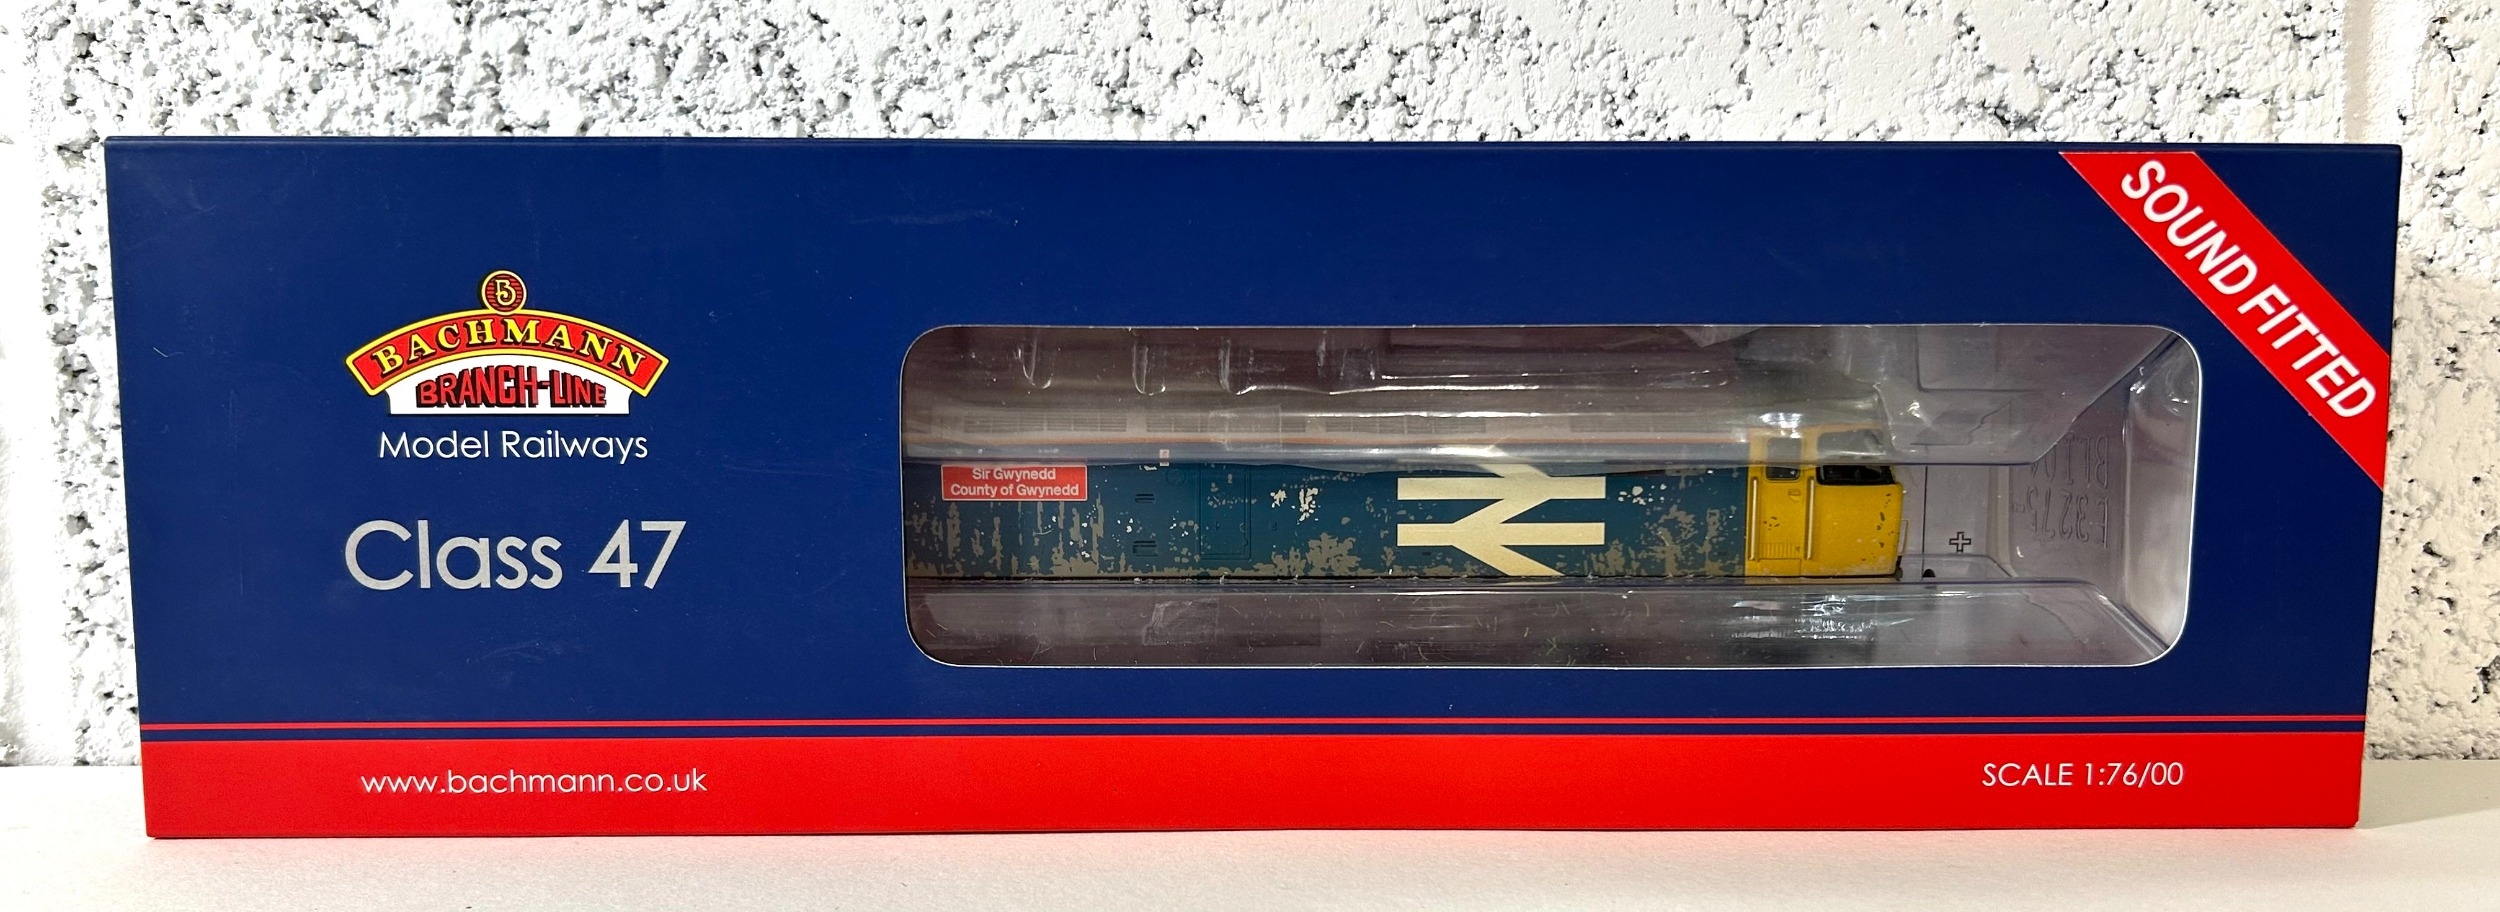 SOUND FITTED
B
BACHMANN
BRANCH-LINE
Model Railways
Class 47
Sir Gwynedd
County of Gwynedd
www.bachmann.co.uk
SCALE 1:76/00